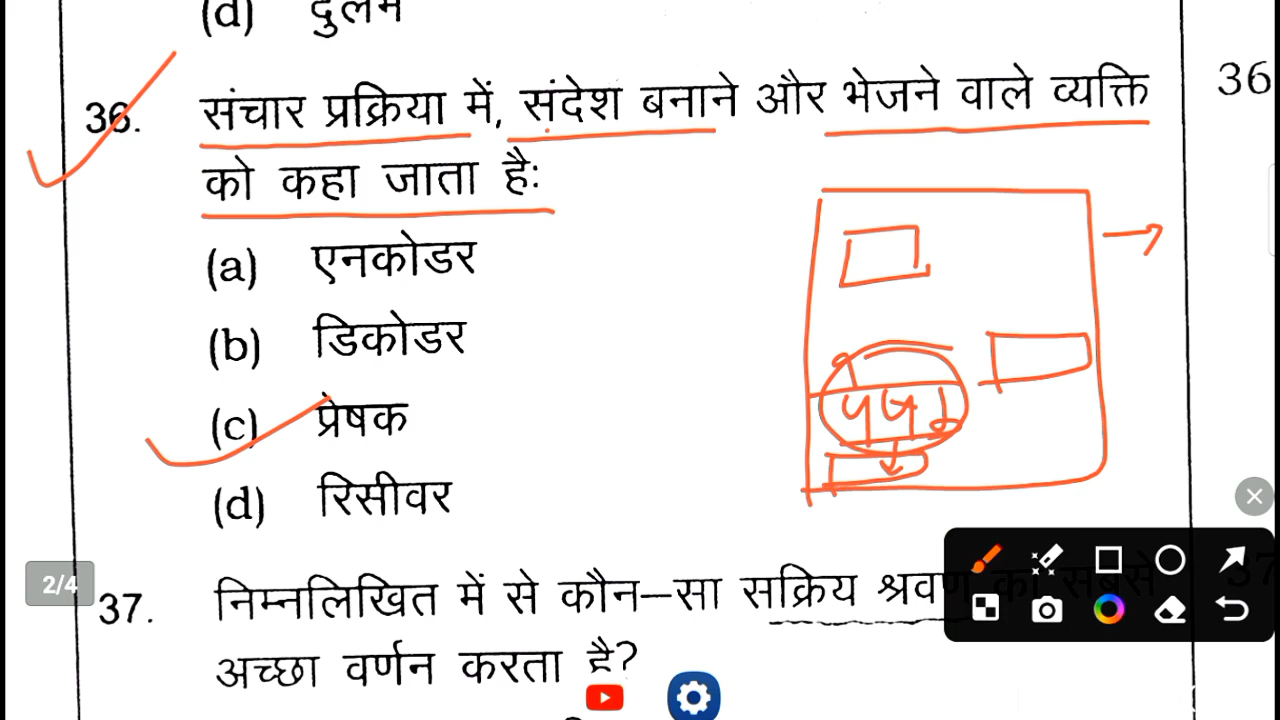 (d) दुर्लभ
36. संचार प्रक्रिया में, संदेश बनाने और भेजने वाले व्यक्ति
को कहा जाता हैः
(a) एनकोडर
(b) डिकोडर
(c) प्रेषक
(d) रिसीवर
37. निम्नलिखित में से कौन–सा सक्रिय श्रवण का सबसे
अच्छा वर्णन करता है?
36
2/4